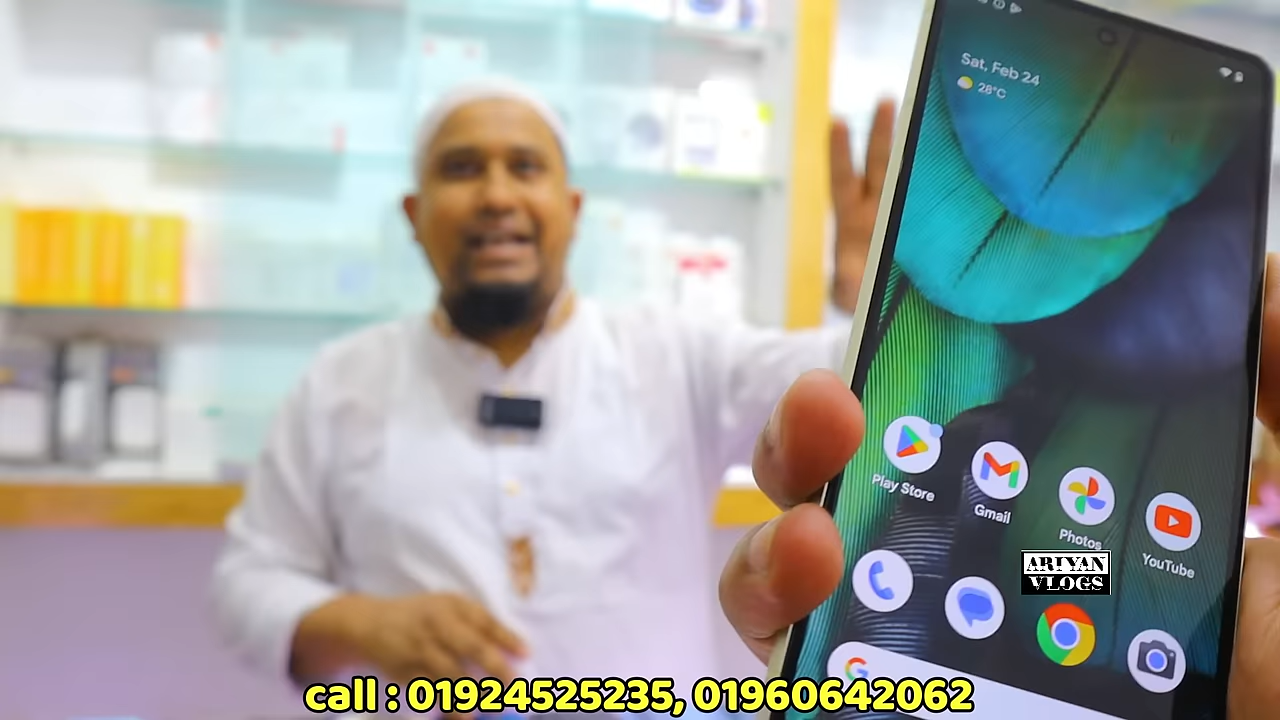 Sat, Feb 24
28°C
Play Store
Gmail
Photos
YouTube
ARIYAN
VLOGS
call : 01924525235, 01960642062